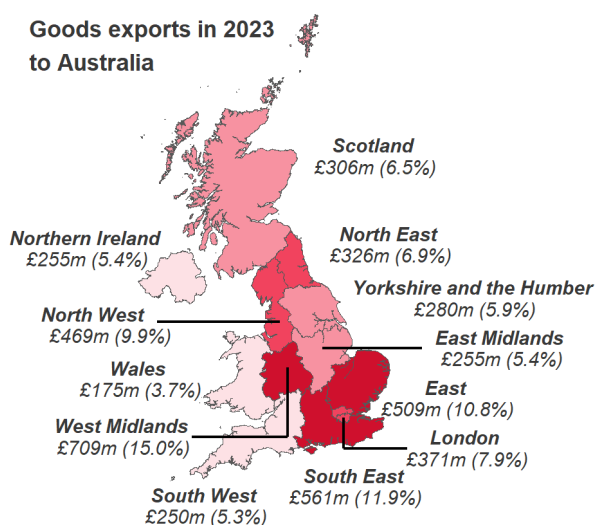 Goods exports in 2023
to Australia
Scotland
£306m (6.5%)
Northern Ireland
£255m (5.4%)
North East
£326m (6.9%)
Yorkshire and the Humber
£280m (5.9%)
North West
£469m (9.9%)
East Midlands
£255m (5.4%)
Wales
£175m (3.7%)
East
£509m (10.8%)
West Midlands
£709m (15.0%)
London
£371m (7.9%)
South East
£561m (11.9%)
South West
£250m (5.3%)